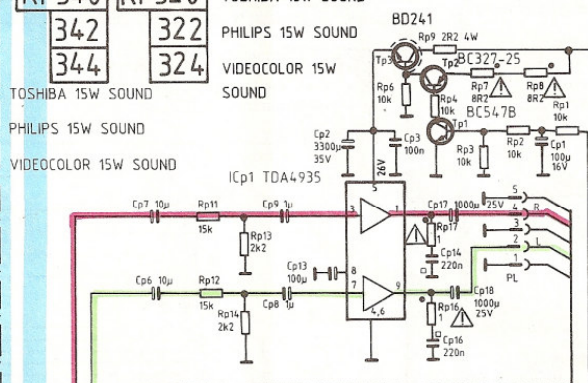 342 322 PHILIPS 15W SOUND
344 324 VIDEOCOLOR 15W
SOUND
TOSHIBA 15W SOUND
PHILIPS 15W SOUND
VIDEOCOLOR 15W SOUND
BD241
Rp9 2R2 4W
Tp3
BC327-25
Tp2
Rp6
10k
Rp4
10k
Rp7
8R2
Rp8
8R2
Rp1
10k
BC547B
Tp1
Rp3
10k
Rp2
10k
Cp1
100µ
16V
Cp2
3300µ
35V
Cp3
100n
26V
ICp1 TDA4935
5
Cp7 10µ
Rp11
15k
Cp9 1µ
3
1
Cp17 1000µ
25V
Rp13
2k2
Rp17
1
Cp14
220n
5
4 R
3
2 L
1
PL
Cp13
100µ
8
Cp6 10µ
Rp12
15k
Cp8 1µ
7
9
Cp18
1000µ
25V
Rp14
2k2
4,6
Rp16
1
Cp16
220n